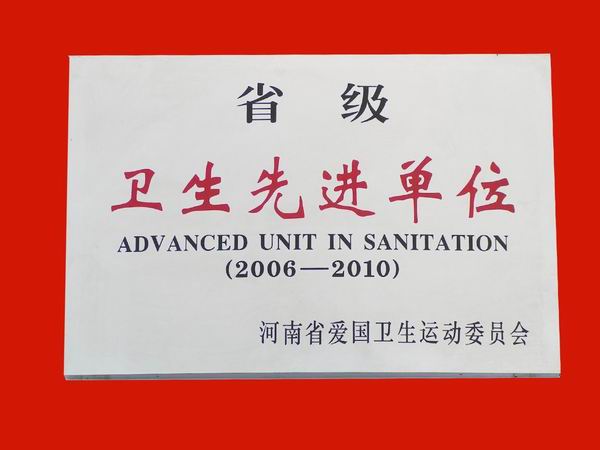 省级
卫生先进单位
ADVANCED UNIT IN SANITATION
(2006—2010)
河南省爱国卫生运动委员会